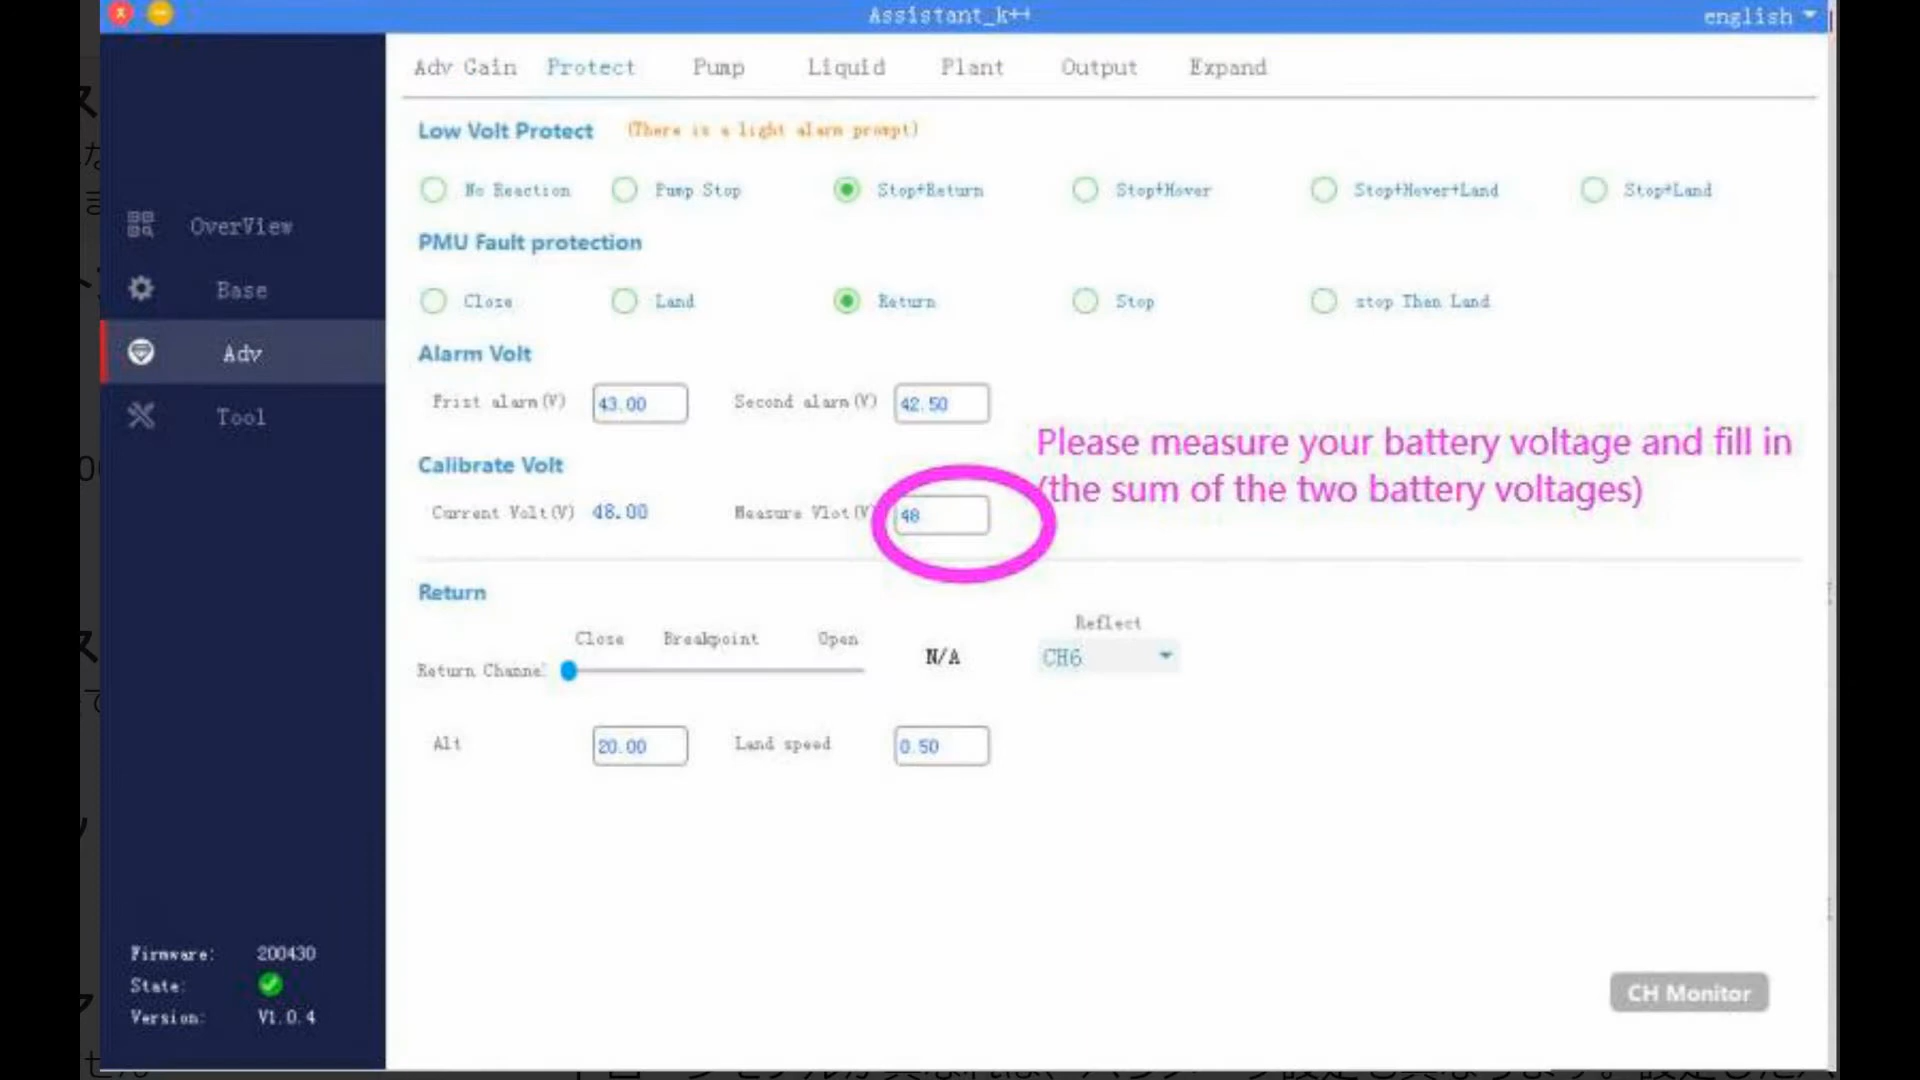 Assistant_k++
english
Adv Gain Protect Pump Liquid Plant Output Expand
Low Volt Protect (There is a light alarm prompt)
No Reaction Pump Stop Stop+Return Stop+Hover Stop+Hover+Land Stop+Land
OverView
PMU Fault protection
Base
Close Land Return Stop stop Then Land
Adv
Alarm Volt
Frist alarm(V) 43.00 Second alarm(V) 42.50
Tool
Please measure your battery voltage and fill in
(the sum of the two battery voltages)
Calibrate Volt
Current Volt(V) 48.00 Measure Vlot(V) 48
Return
Reflect
Close Breakpoint Open
Return Channel N/A CH6
Alt 20.00 Land speed 0.50
Firmware: 200430
State:
Version: V1.0.4
CH Monitor